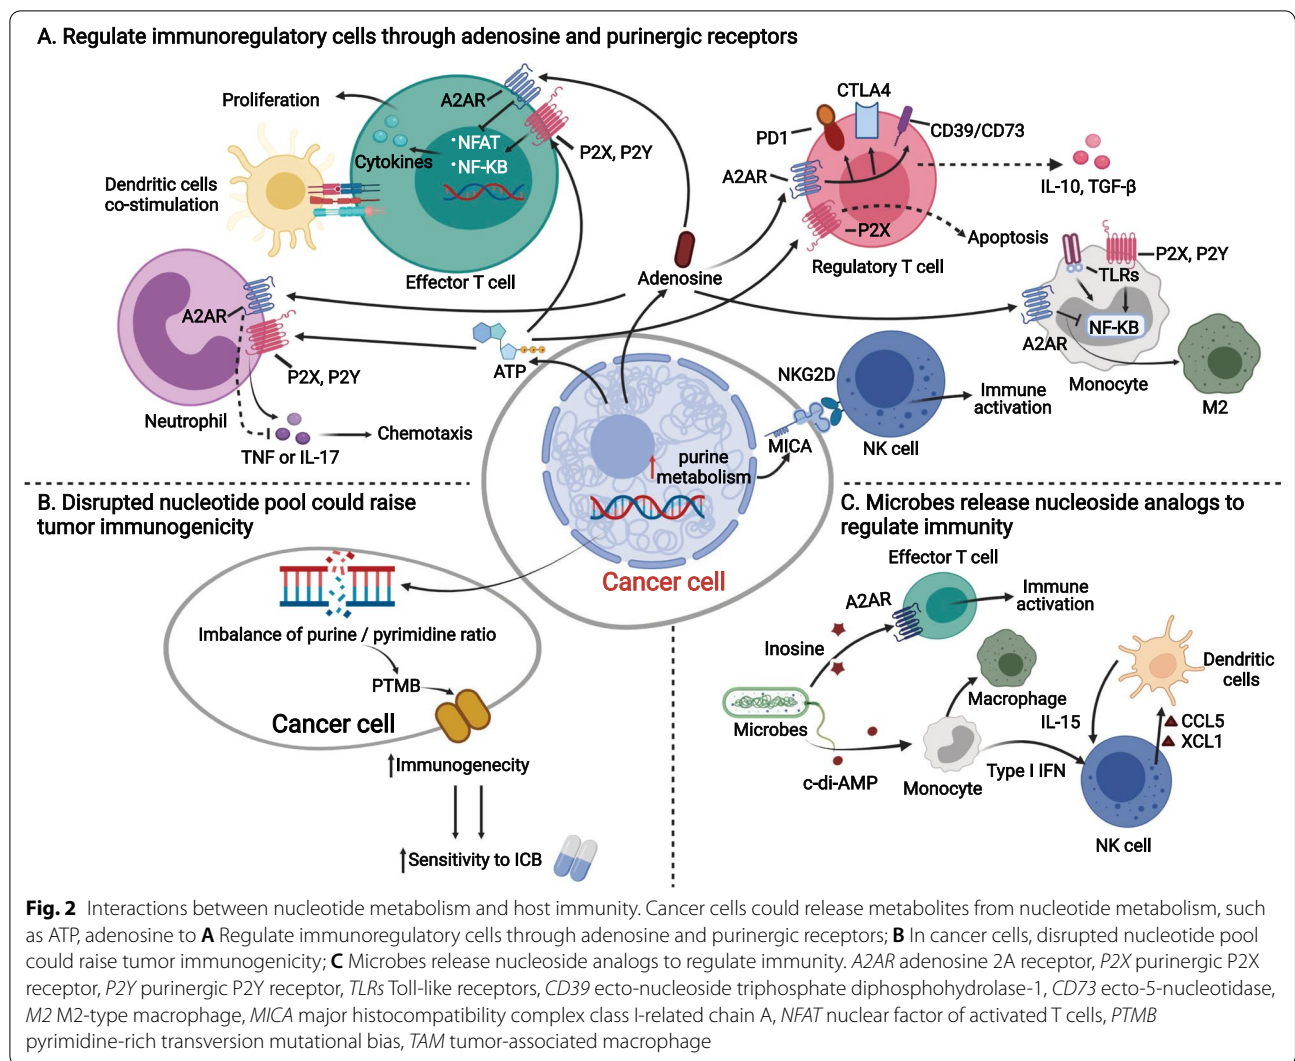 A. Regulate immunoregulatory cells through adenosine and purinergic receptors
Proliferation
A2AR
NFAT
NF-KB
Cytokines
P2X, P2Y
Dendritic cells
co-stimulation
Effector T cell
CTLA4
PD1
CD39/CD73
A2AR
P2X
IL-10, TGF-β
Apoptosis
Regulatory T cell
Adenosine
A2AR
P2X, P2Y
Neutrophil
TNF or IL-17
Chemotaxis
ATP
P2X, P2Y
TLRs
NF-KB
A2AR
Monocyte
M2
NKG2D
MICA
NK cell
Immune
activation
purine
metabolism
Cancer cell
B. Disrupted nucleotide pool could raise
tumor immunogenicity
Imbalance of purine / pyrimidine ratio
PTMB
Cancer cell
Immunogenecity
Sensitivity to ICB
C. Microbes release nucleoside analogs to
regulate immunity
Effector T cell
A2AR
Immune
activation
Inosine
Microbes
c-di-AMP
Macrophage
Monocyte
Type I IFN
IL-15
Dendritic
cells
CCL5
XCL1
NK cell
Fig. 2 Interactions between nucleotide metabolism and host immunity. Cancer cells could release metabolites from nucleotide metabolism, such
as ATP, adenosine to A Regulate immunoregulatory cells through adenosine and purinergic receptors; B In cancer cells, disrupted nucleotide pool
could raise tumor immunogenicity; C Microbes release nucleoside analogs to regulate immunity. A2AR adenosine 2A receptor, P2X purinergic P2X
receptor, P2Y purinergic P2Y receptor, TLRs Toll-like receptors, CD39 ecto-nucleoside triphosphate diphosphohydrolase-1, CD73 ecto-5-nucleotidase,
M2 M2-type macrophage, MICA major histocompatibility complex class I-related chain A, NFAT nuclear factor of activated T cells, PTMB
pyrimidine-rich transversion mutational bias, TAM tumor-associated macrophage